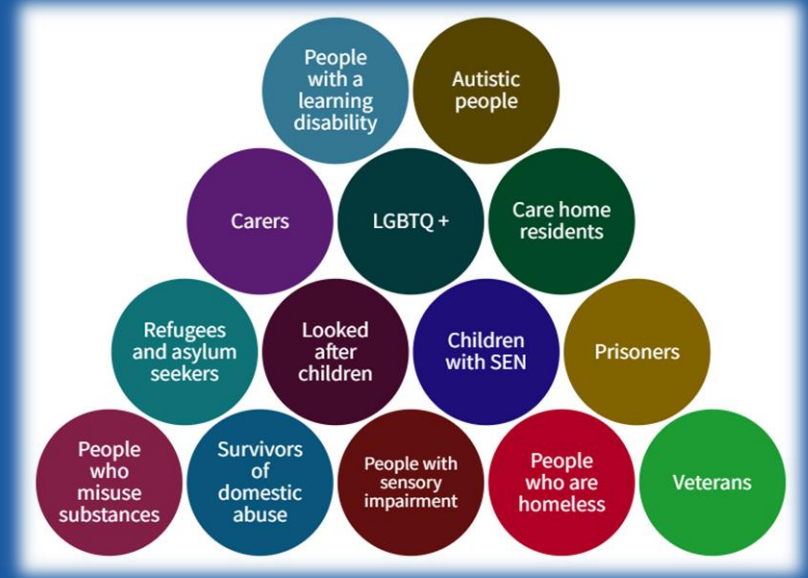 People
with a
learning
disability
Autistic
people
Carers
LGBTQ +
Care home
residents
Refugees
and asylum
seekers
Looked
after
children
Children
with SEN
Prisoners
People
who
misuse
substances
Survivors
of
domestic
abuse
People with
sensory
impairment
People
who are
homeless
Veterans